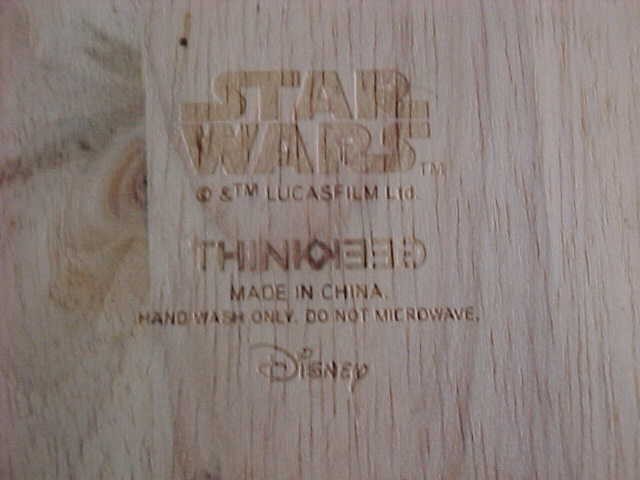 STAR
WARS™
© &™ LUCASFILM Ltd.
THINKGEEK
MADE IN CHINA.
HAND WASH ONLY. DO NOT MICROWAVE.
Disney